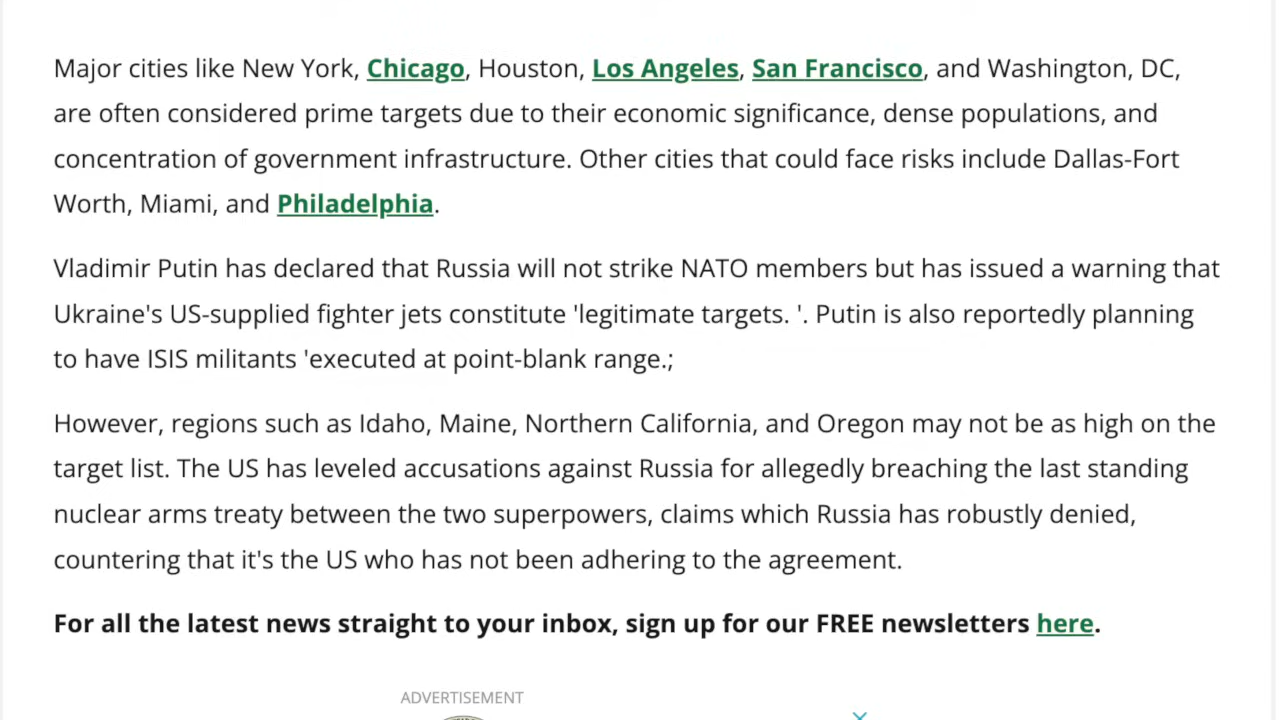 Major cities like New York, Chicago, Houston, Los Angeles, San Francisco, and Washington, DC,
are often considered prime targets due to their economic significance, dense populations, and
concentration of government infrastructure. Other cities that could face risks include Dallas-Fort
Worth, Miami, and Philadelphia.
Vladimir Putin has declared that Russia will not strike NATO members but has issued a warning that
Ukraine's US-supplied fighter jets constitute 'legitimate targets. '. Putin is also reportedly planning
to have ISIS militants 'executed at point-blank range.;
However, regions such as Idaho, Maine, Northern California, and Oregon may not be as high on the
target list. The US has leveled accusations against Russia for allegedly breaching the last standing
nuclear arms treaty between the two superpowers, claims which Russia has robustly denied,
countering that it's the US who has not been adhering to the agreement.
For all the latest news straight to your inbox, sign up for our FREE newsletters here.
ADVERTISEMENT